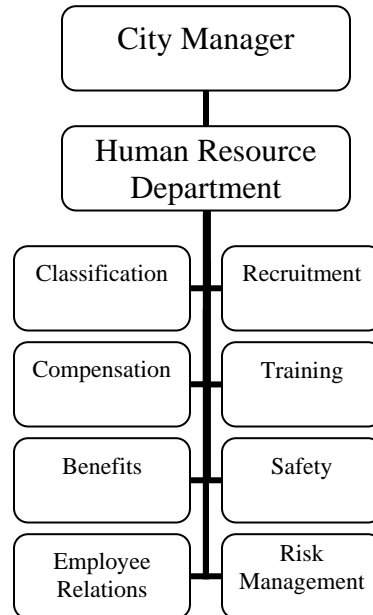 City Manager
Human Resource
Department
Classification
Recruitment
Compensation
Training
Benefits
Safety
Employee
Relations
Risk
Management